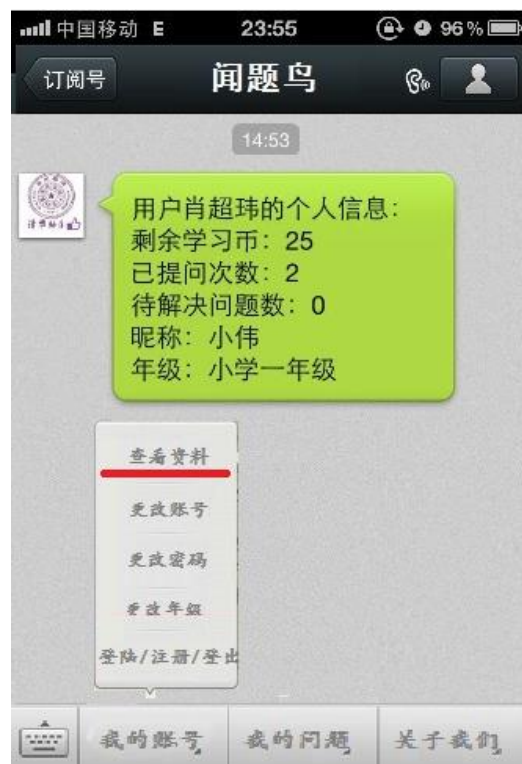 中国移动 E 23:55 96%
订阅号 闻题鸟
14:53
用户肖超玮的个人信息：
剩余学习币：25
已提问次数：2
待解决问题数：0
昵称：小伟
年级：小学一年级
查看资料
更改账号
更改密码
更改年级
登陆/注册/登出
我的账号 我的问题 关于我们